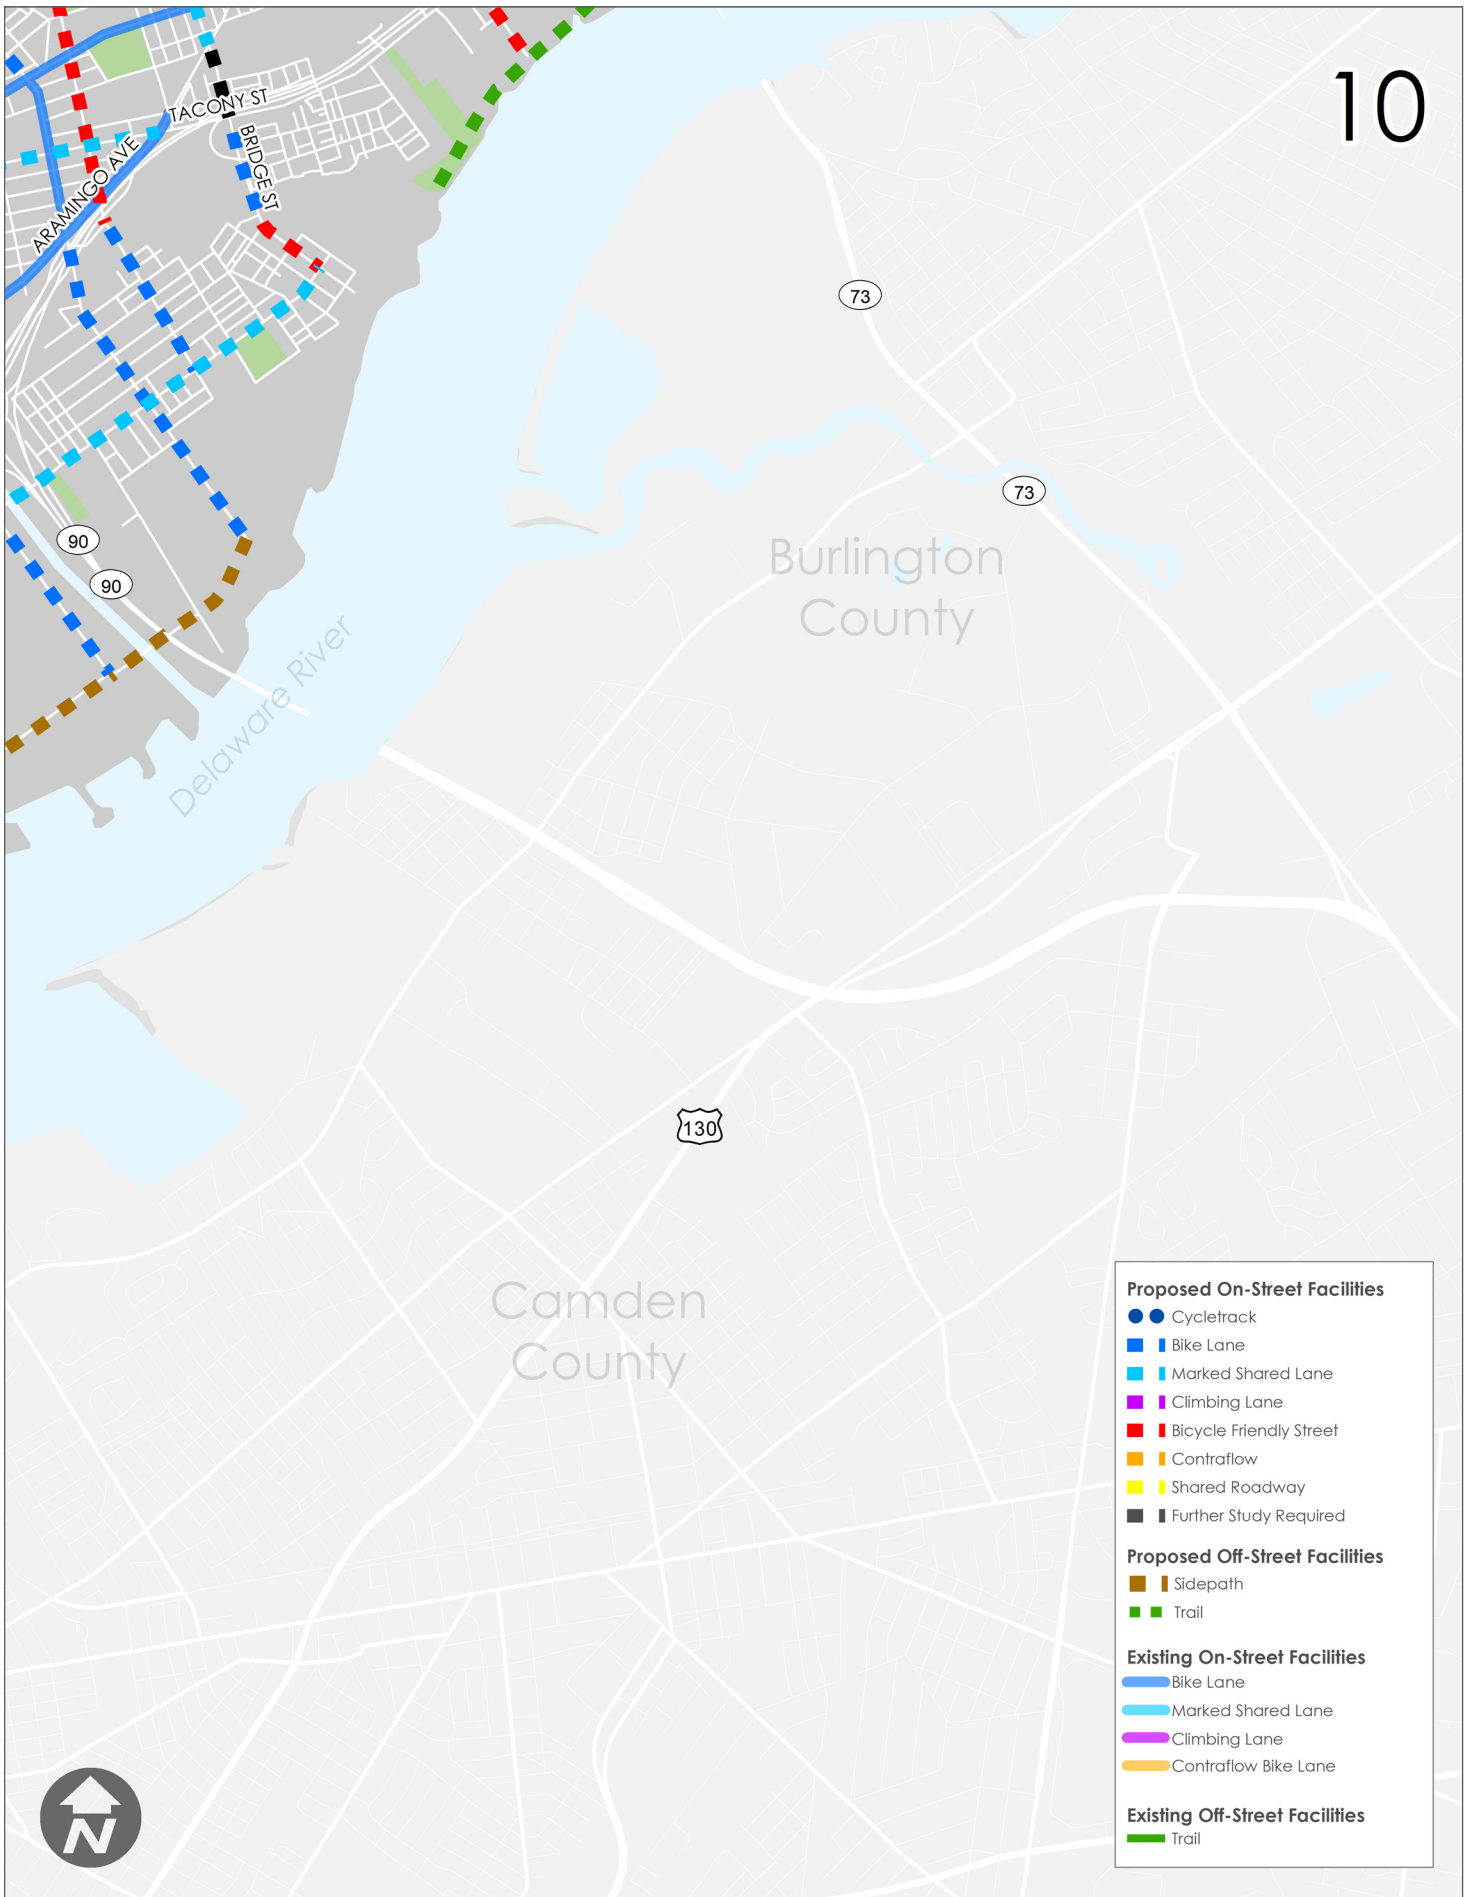 10
TACONY ST
BRIDGE ST
ARAMINGO AVE
73
73
90
90
Burlington
County
Delaware River
130
Camden
County
Proposed On-Street Facilities
Cycletrack
Bike Lane
Marked Shared Lane
Climbing Lane
Bicycle Friendly Street
Contraflow
Shared Roadway
Further Study Required
Proposed Off-Street Facilities
Sidepath
Trail
Existing On-Street Facilities
Bike Lane
Marked Shared Lane
Climbing Lane
Contraflow Bike Lane
Existing Off-Street Facilities
Trail
N